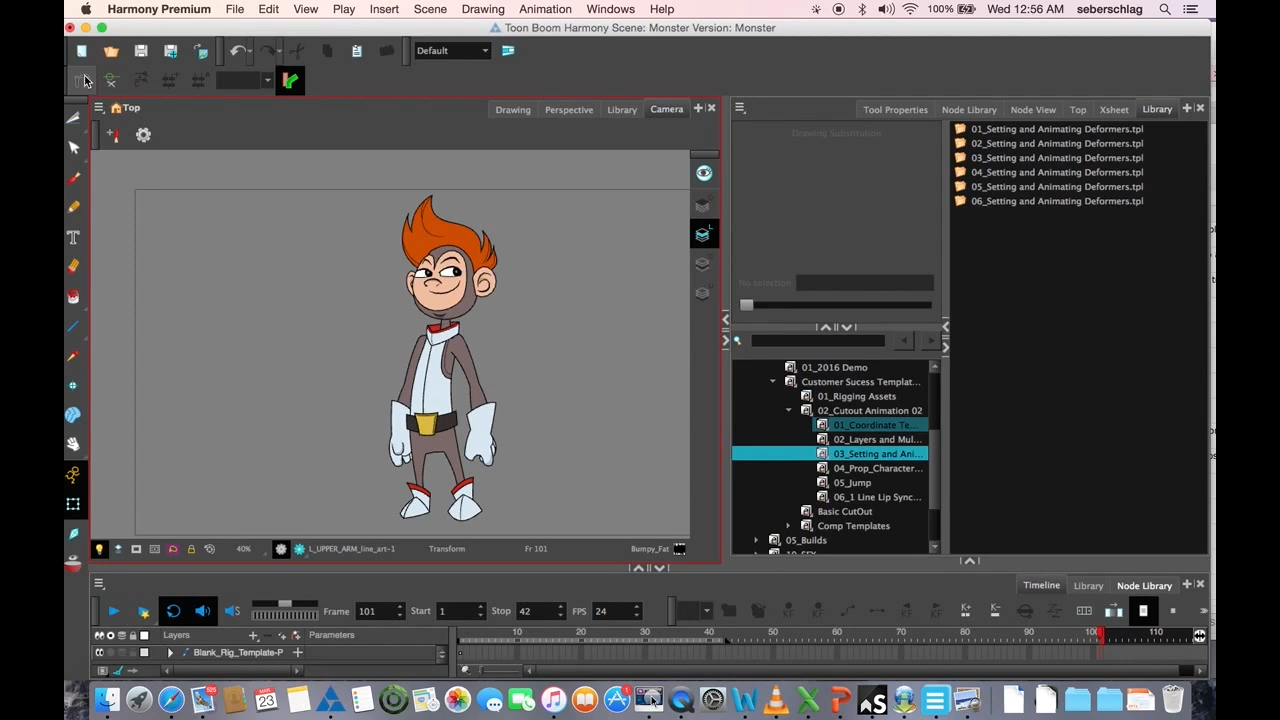 Harmony Premium File Edit View Play Insert Scene Drawing Animation Windows Help 100% Wed 12:56 AM seberschlag
Toon Boom Harmony Scene: Monster Version: Monster
Default
Top Drawing Perspective Library Camera
Tool Properties Node Library Node View Top Xsheet Library
Drawing Substitution
No selection
01_Setting and Animating Deformers.tpl
02_Setting and Animating Deformers.tpl
03_Setting and Animating Deformers.tpl
04_Setting and Animating Deformers.tpl
05_Setting and Animating Deformers.tpl
06_Setting and Animating Deformers.tpl
01_2016 Demo
Customer Sucess Templat...
01_Rigging Assets
02_Cutout Animation 02
01_Coordinate Te...
02_Layers and Mul...
03_Setting and Ani...
04_Prop_Character...
05_Jump
06_1 Line Lip Sync...
Basic CutOut
Comp Templates
05_Builds
40% L_UPPER_ARM_line_art-1 Transform Fr 101 Bumpy_Fat
Timeline Library Node Library
Frame 101 Start 1 Stop 42 FPS 24
Layers Parameters 10 20 30 40 50 60 70 80 90 110
Blank_Rig_Template-P